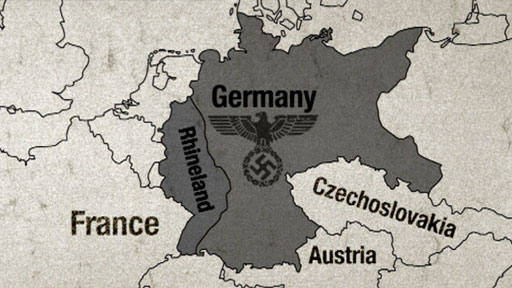 Germany
Rhineland
Czechoslovakia
France
Austria